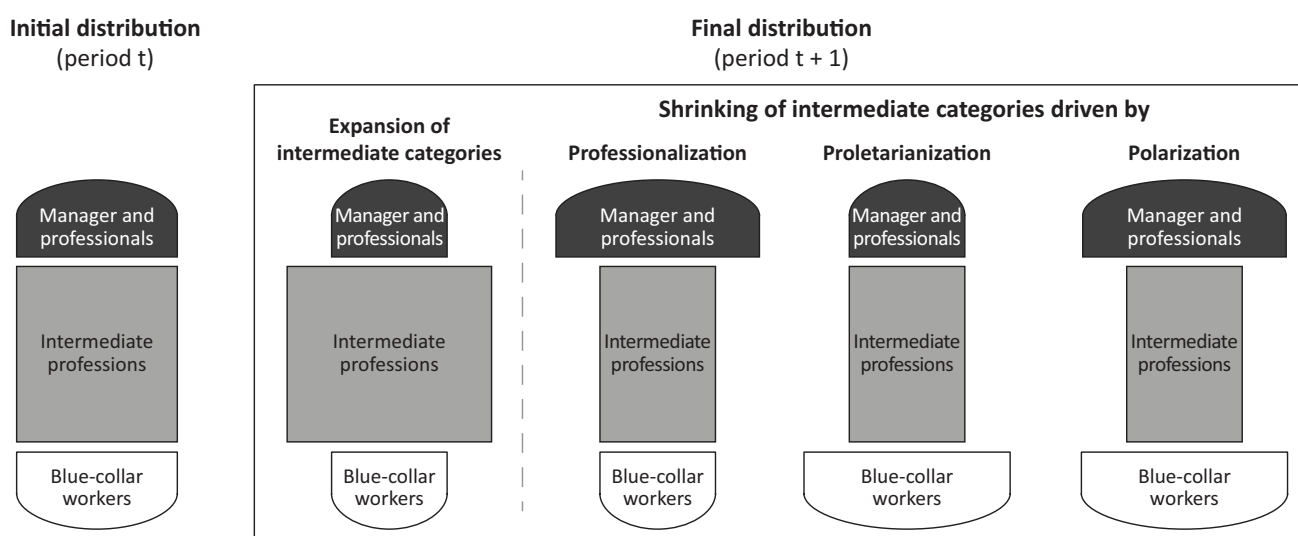 Initial distribution
(period t)
Final distribution
(period t + 1)
Shrinking of intermediate categories driven by
Expansion of
intermediate categories
Professionalization
Proletarianization
Polarization
Manager and
professionals
Manager and
professionals
Manager and
professionals
Manager and
professionals
Manager and
professionals
Intermediate
professions
Intermediate
professions
Intermediate
professions
Intermediate
professions
Intermediate
professions
Blue-collar
workers
Blue-collar
workers
Blue-collar
workers
Blue-collar
workers
Blue-collar
workers